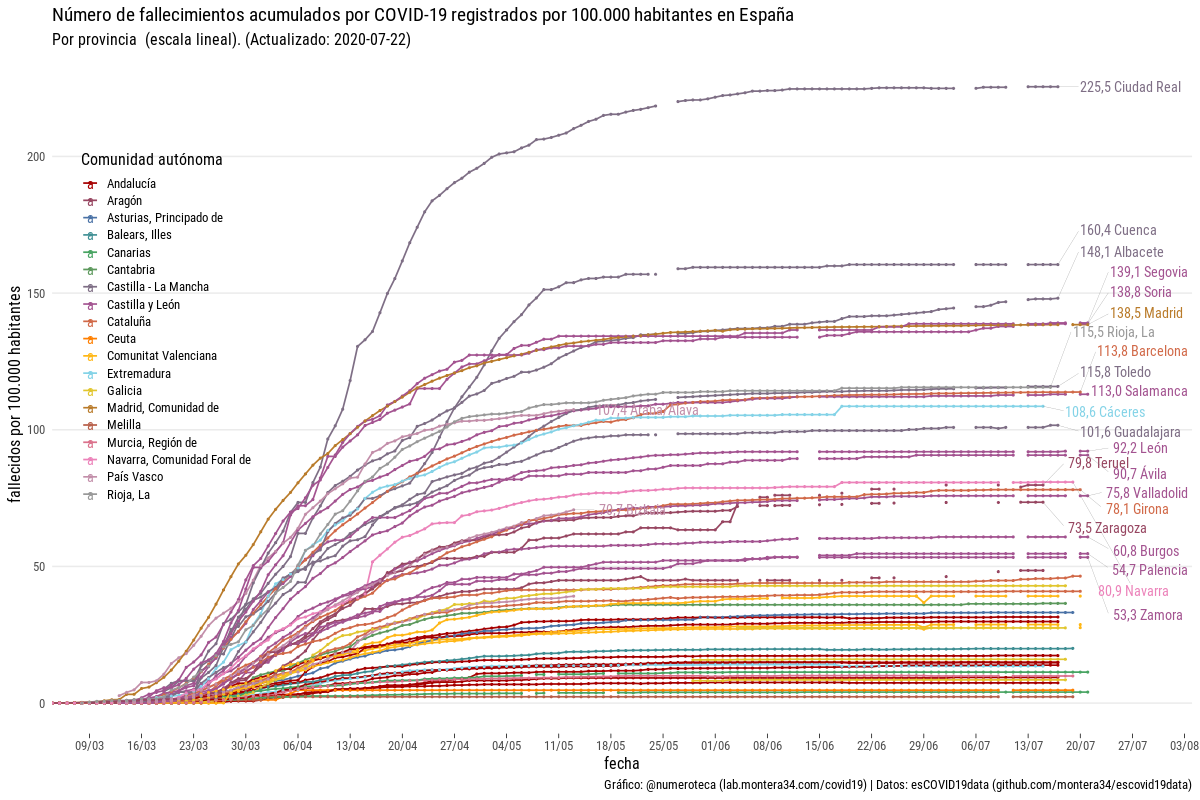 Número de fallecimientos acumulados por COVID-19 registrados por 100.000 habitantes en España
Por provincia (escala lineal). (Actualizado: 2020-07-22)
fallecidos por 100.000 habitantes
200
150
100
50
0
Comunidad autónoma
Andalucía
Aragón
Asturias, Principado de
Balears, Illes
Canarias
Cantabria
Castilla - La Mancha
Castilla y León
Cataluña
Ceuta
Comunitat Valenciana
Extremadura
Galicia
Madrid, Comunidad de
Melilla
Murcia, Región de
Navarra, Comunidad Foral de
País Vasco
Rioja, La
225,5 Ciudad Real
160,4 Cuenca
148,1 Albacete
139,1 Segovia
138,8 Soria
138,5 Madrid
115,5 Rioja, La
113,8 Barcelona
115,8 Toledo
113,0 Salamanca
107,4 Araba/Álava
108,6 Cáceres
101,6 Guadalajara
92,2 León
79,8 Teruel
90,7 Ávila
75,8 Valladolid
78,1 Girona
73,5 Zaragoza
60,8 Burgos
54,7 Palencia
80,9 Navarra
53,3 Zamora
09/03 16/03 23/03 30/03 06/04 13/04 20/04 27/04 04/05 11/05 18/05 25/05 01/06 08/06 15/06 22/06 29/06 06/07 13/07 20/07 27/07 03/08
fecha
Gráfico: @numeroteca (lab.montera34.com/covid19) | Datos: esCOVID19data (github.com/montera34/escovid19data)